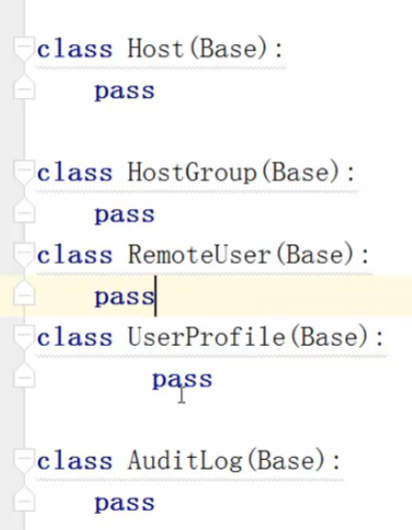 class Host(Base):
    pass
class HostGroup(Base):
    pass
class RemoteUser(Base):
    pass
class UserProfile(Base):
        pass
class AuditLog(Base):
    pass